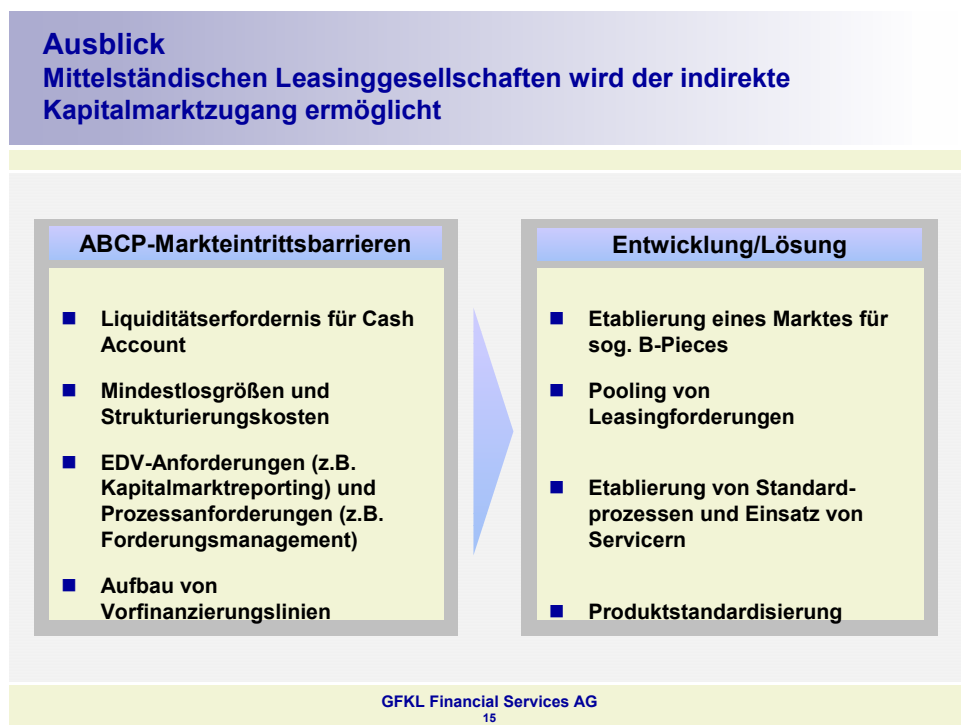 Ausblick
Mittelständischen Leasinggesellschaften wird der indirekte
Kapitalmarktzugang ermöglicht
ABCP-Markteintrittsbarrieren
Liquiditätserfordernis für Cash
Account
Mindestlosgrößen und
Strukturierungskosten
EDV-Anforderungen (z.B.
Kapitalmarktreporting) und
Prozessanforderungen (z.B.
Forderungsmanagement)
Aufbau von
Vorfinanzierungslinien
Entwicklung/Lösung
Etablierung eines Marktes für
sog. B-Pieces
Pooling von
Leasingforderungen
Etablierung von Standard-
prozessen und Einsatz von
Servicern
Produktstandardisierung
GFKL Financial Services AG
15